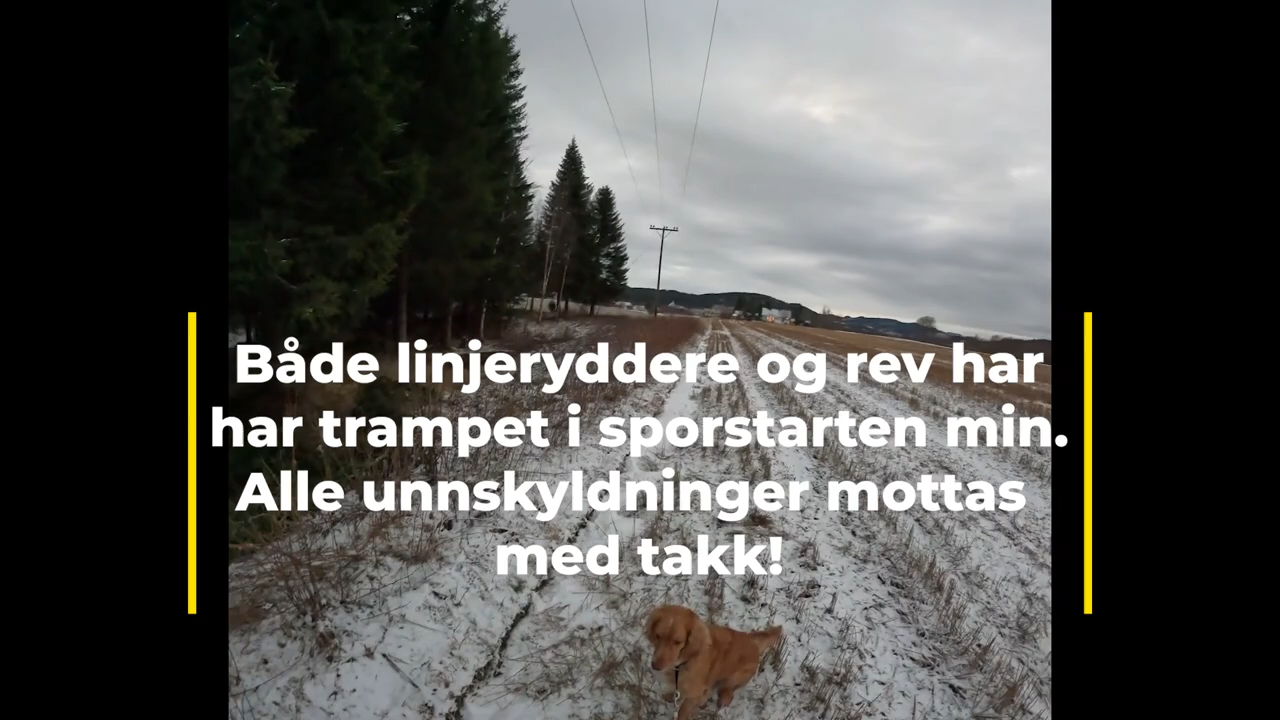 Både linjeryddere og rev har
har trampet i sporstarten min.
Alle unnskyldninger mottas
med takk!